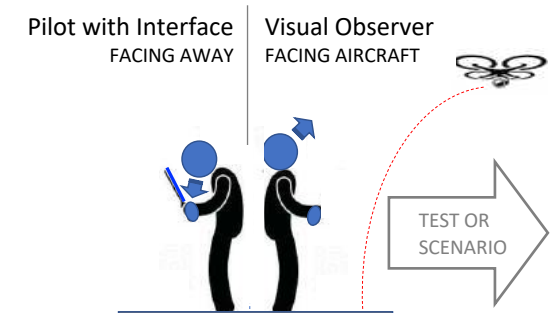 Pilot with Interface
FACING AWAY
Visual Observer
FACING AIRCRAFT
TEST OR
SCENARIO